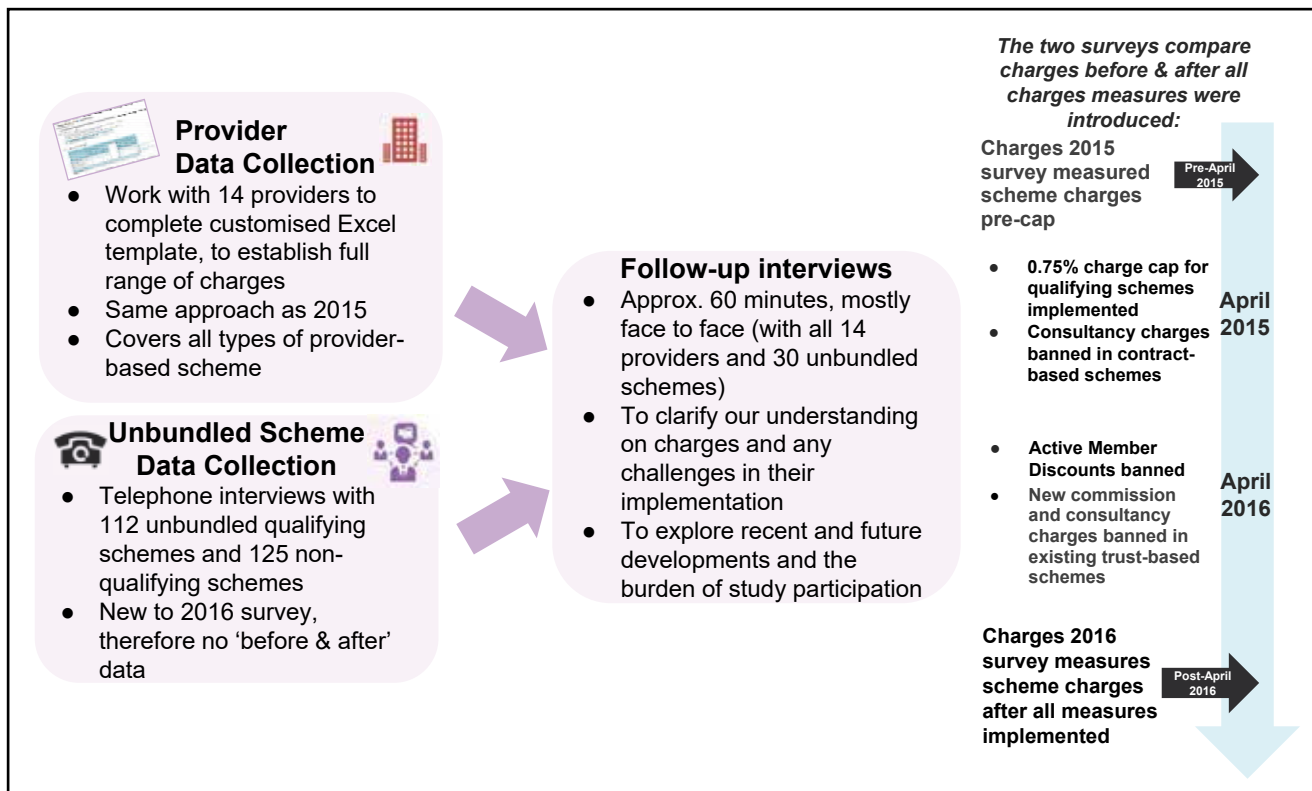 Provider
Data Collection
● Work with 14 providers to
complete customised Excel
template, to establish full
range of charges
● Same approach as 2015
● Covers all types of provider-
based scheme
Unbundled Scheme
Data Collection
● Telephone interviews with
112 unbundled qualifying
schemes and 125 non-
qualifying schemes
● New to 2016 survey,
therefore no ‘before & after’
data
Follow-up interviews
● Approx. 60 minutes, mostly
face to face (with all 14
providers and 30 unbundled
schemes)
● To clarify our understanding
on charges and any
challenges in their
implementation
● To explore recent and future
developments and the
burden of study participation
The two surveys compare
charges before & after all
charges measures were
introduced:
Charges 2015
survey measured
scheme charges
pre-cap
Pre-April
2015
● 0.75% charge cap for
qualifying schemes
implemented
● Consultancy charges
banned in contract-
based schemes
April
2015
● Active Member
Discounts banned
● New commission
and consultancy
charges banned in
existing trust-based
schemes
April
2016
Charges 2016
survey measures
scheme charges
after all measures
implemented
Post-April
2016